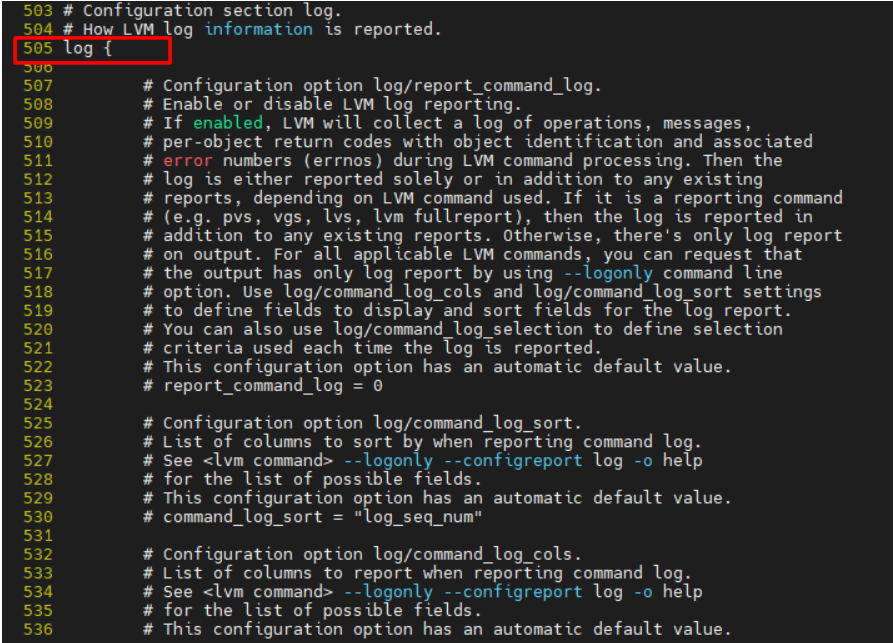 503 # Configuration section log.
504 # How LVM log information is reported.
505 log {
506
507 # Configuration option log/report_command_log.
508 # Enable or disable LVM log reporting.
509 # If enabled, LVM will collect a log of operations, messages,
510 # per-object return codes with object identification and associated
511 # error numbers (errnos) during LVM command processing. Then the
512 # log is either reported solely or in addition to any existing
513 # reports, depending on LVM command used. If it is a reporting command
514 # (e.g. pvs, vgs, lvs, lvm fullreport), then the log is reported in
515 # addition to any existing reports. Otherwise, there's only log report
516 # on output. For all applicable LVM commands, you can request that
517 # the output has only log report by using --logonly command line
518 # option. Use log/command_log_cols and log/command_log_sort settings
519 # to define fields to display and sort fields for the log report.
520 # You can also use log/command_log_selection to define selection
521 # criteria used each time the log is reported.
522 # This configuration option has an automatic default value.
523 # report_command_log = 0
524
525 # Configuration option log/command_log_sort.
526 # List of columns to sort by when reporting command log.
527 # See <lvm command> --logonly --configreport log -o help
528 # for the list of possible fields.
529 # This configuration option has an automatic default value.
530 # command_log_sort = "log_seq_num"
531
532 # Configuration option log/command_log_cols.
533 # List of columns to report when reporting command log.
534 # See <lvm command> --logonly --configreport log -o help
535 # for the list of possible fields.
536 # This configuration option has an automatic default value.